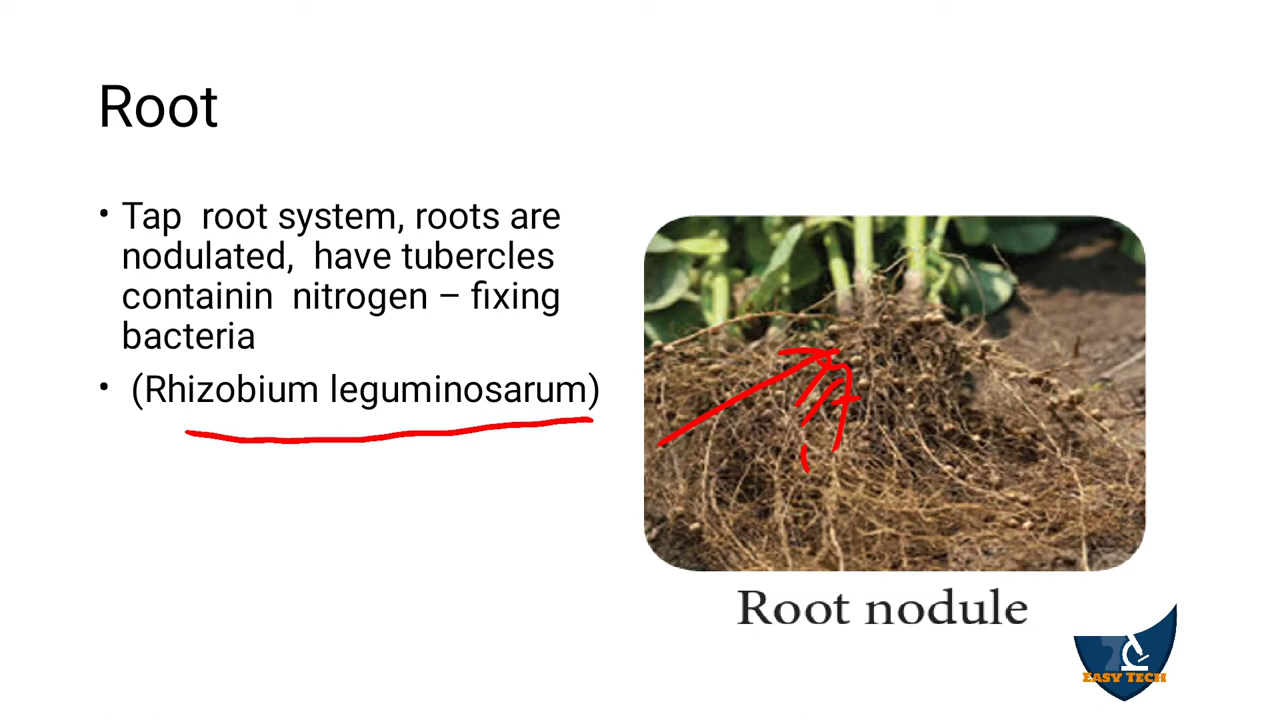 Root
• Tap root system, roots are
nodulated, have tubercles
containin nitrogen – fixing
bacteria
• (Rhizobium leguminosarum)
Root nodule
EASY TECH